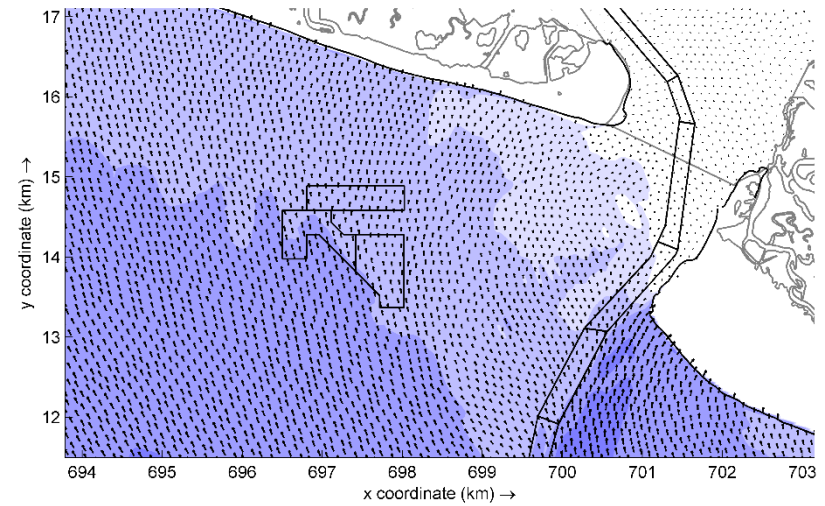 17
16
15
14
13
12
y coordinate (km) →
694 695 696 697 698 699 700 701 702 703
x coordinate (km) →